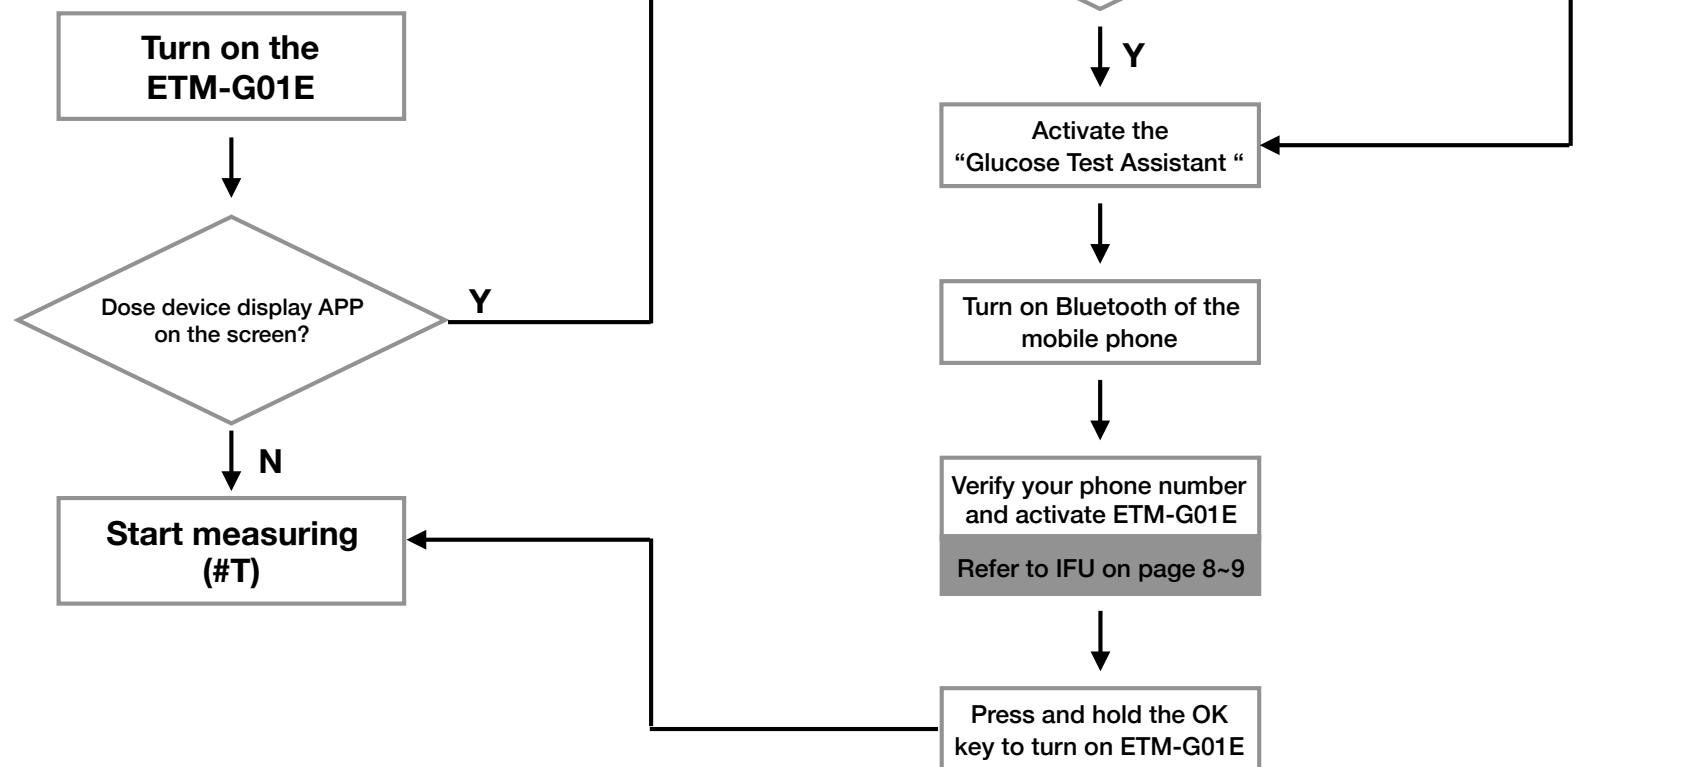 Turn on the
ETM-G01E
Dose device display APP
on the screen?
Y
N
Start measuring
(#T)
Y
Activate the
“Glucose Test Assistant “
Turn on Bluetooth of the
mobile phone
Verify your phone number
and activate ETM-G01E
Refer to IFU on page 8~9
Press and hold the OK
key to turn on ETM-G01E